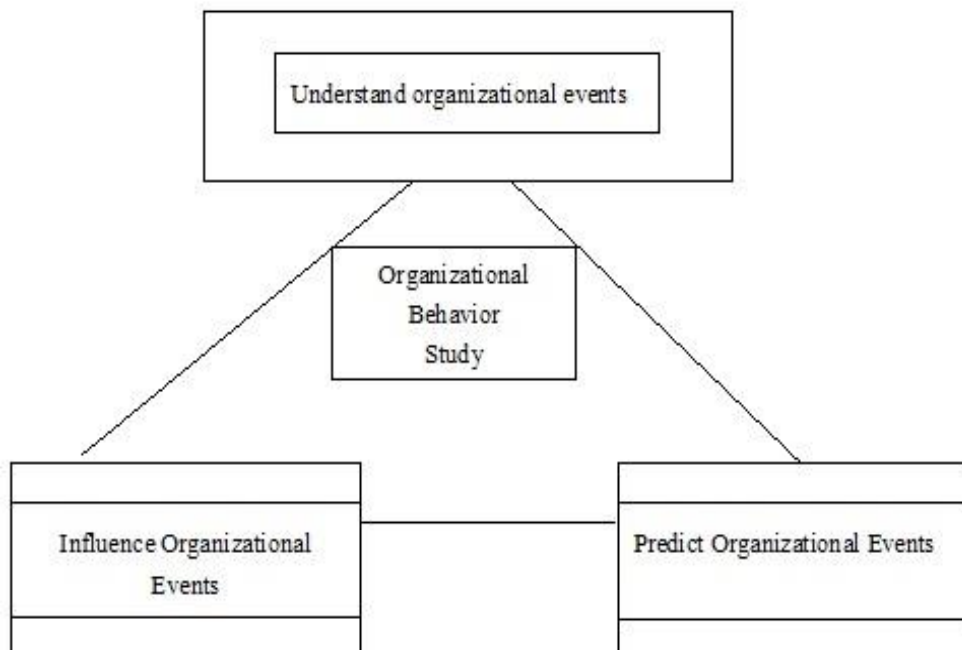 Understand organizational events
Organizational
Behavior
Study
Influence Organizational
Events
Predict Organizational Events